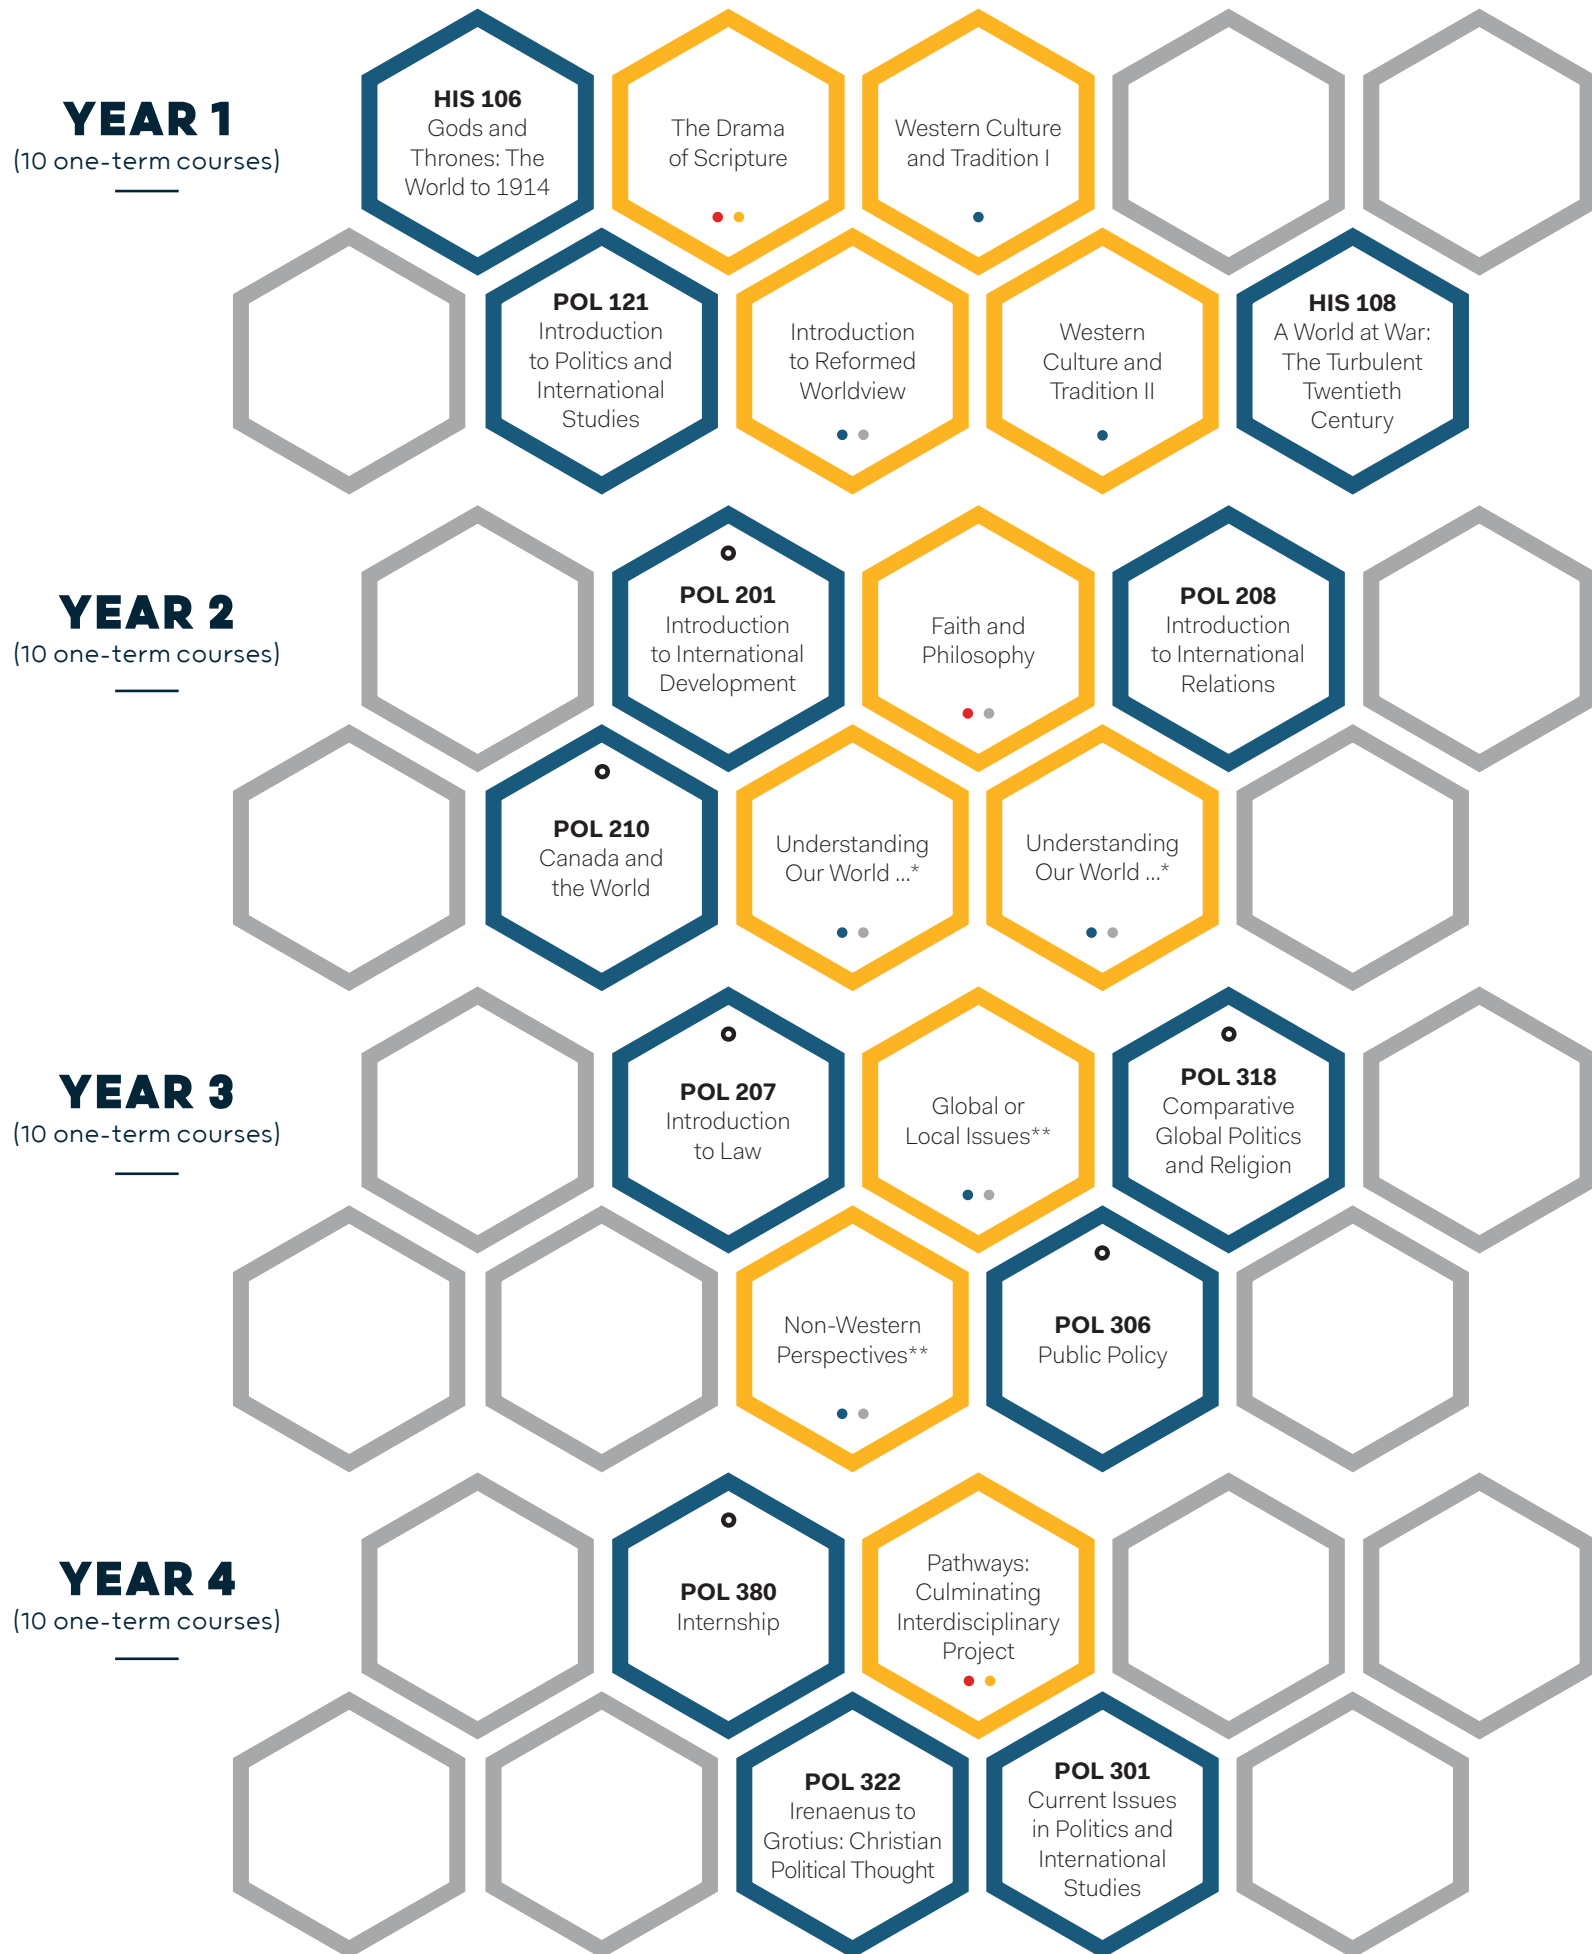 YEAR 1
(10 one-term courses)
HIS 106
Gods and
Thrones: The
World to 1914
The Drama
of Scripture
Western Culture
and Tradition I
POL 121
Introduction
to Politics and
International
Studies
Introduction
to Reformed
Worldview
Western
Culture and
Tradition II
HIS 108
A World at War:
The Turbulent
Twentieth
Century
YEAR 2
(10 one-term courses)
POL 201
Introduction
to International
Development
Faith and
Philosophy
POL 208
Introduction
to International
Relations
POL 210
Canada and
the World
Understanding
Our World ...*
Understanding
Our World ...*
YEAR 3
(10 one-term courses)
POL 207
Introduction
to Law
Global or
Local Issues**
POL 318
Comparative
Global Politics
and Religion
Non-Western
Perspectives**
POL 306
Public Policy
YEAR 4
(10 one-term courses)
POL 380
Internship
Pathways:
Culminating
Interdisciplinary
Project
POL 322
Irenaenus to
Grotius: Christian
Political Thought
POL 301
Current Issues
in Politics and
International
Studies